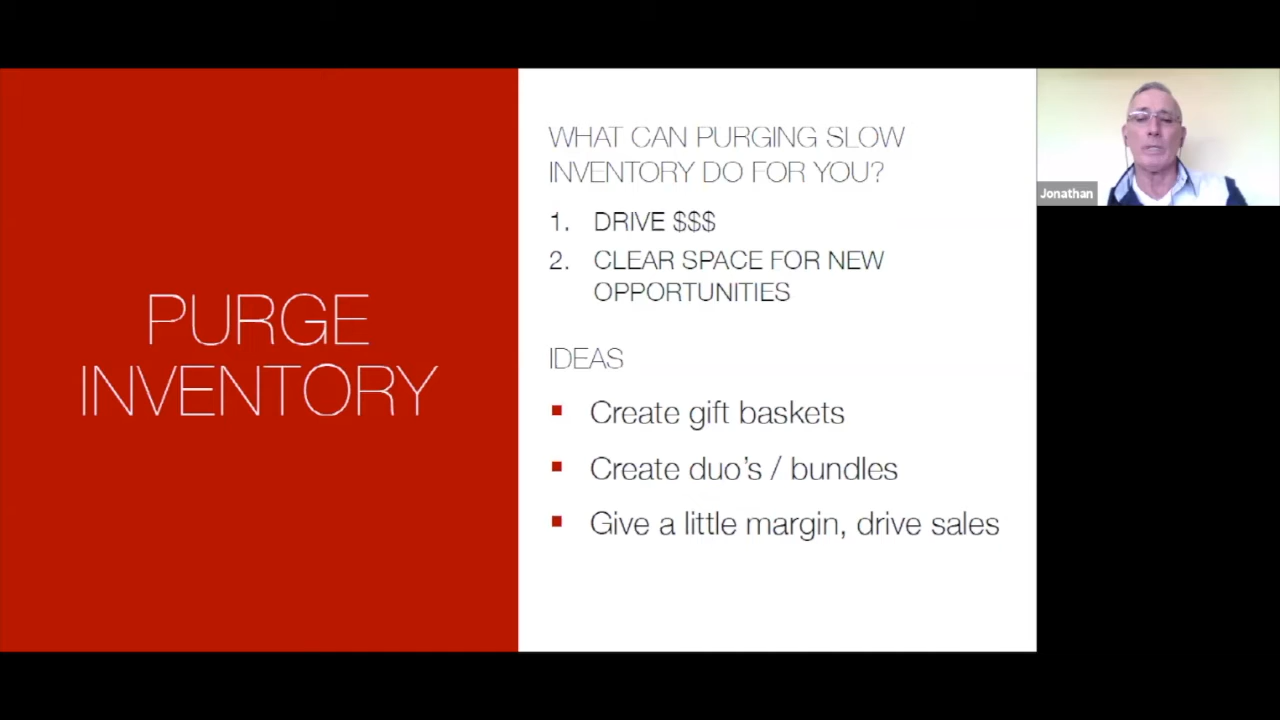 PURGE
INVENTORY
WHAT CAN PURGING SLOW
INVENTORY DO FOR YOU?
1. DRIVE $$$
2. CLEAR SPACE FOR NEW
OPPORTUNITIES
IDEAS
▪ Create gift baskets
▪ Create duo's / bundles
▪ Give a little margin, drive sales
Jonathan